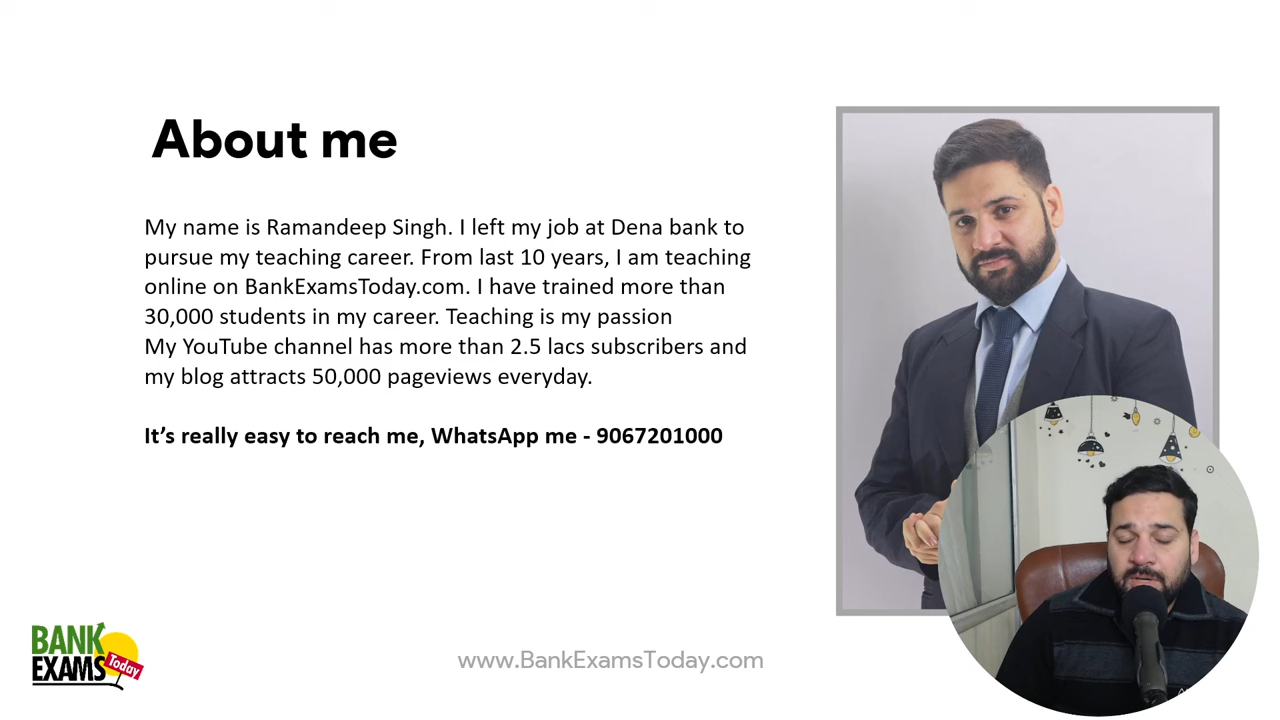 About me
My name is Ramandeep Singh. I left my job at Dena bank to
pursue my teaching career. From last 10 years, I am teaching
online on BankExamsToday.com. I have trained more than
30,000 students in my career. Teaching is my passion
My YouTube channel has more than 2.5 lacs subscribers and
my blog attracts 50,000 pageviews everyday.
It’s really easy to reach me, WhatsApp me - 9067201000
BANK
EXAMS
Today
www.BankExamsToday.com